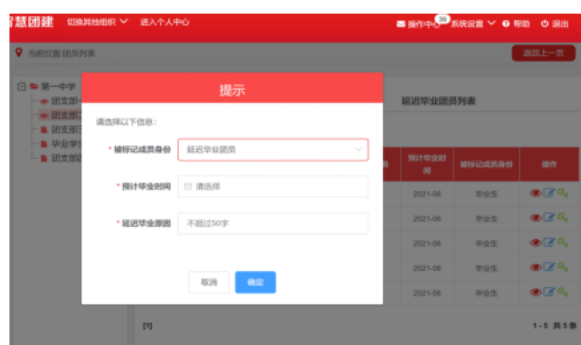 智慧团建 切换其他组织 进入个人中心 操作中心 39 系统设置 帮助 退出
当前位置:团员列表 返回上一页
第一中学
团支部
团支部
团支部
毕业学生
团支部
延迟毕业团员列表
提示
请选择以下信息:
* 被标记成员身份 延迟毕业团员
* 预计毕业时间 请选择
* 延迟毕业原因 不超过50字
取消 确定
预计毕业时间 被标记成员身份 操作
2021-06 毕业生
2021-06 毕业生
2021-06 毕业生
2021-06 毕业生
2021-06 毕业生
[1] 1-5 共5条